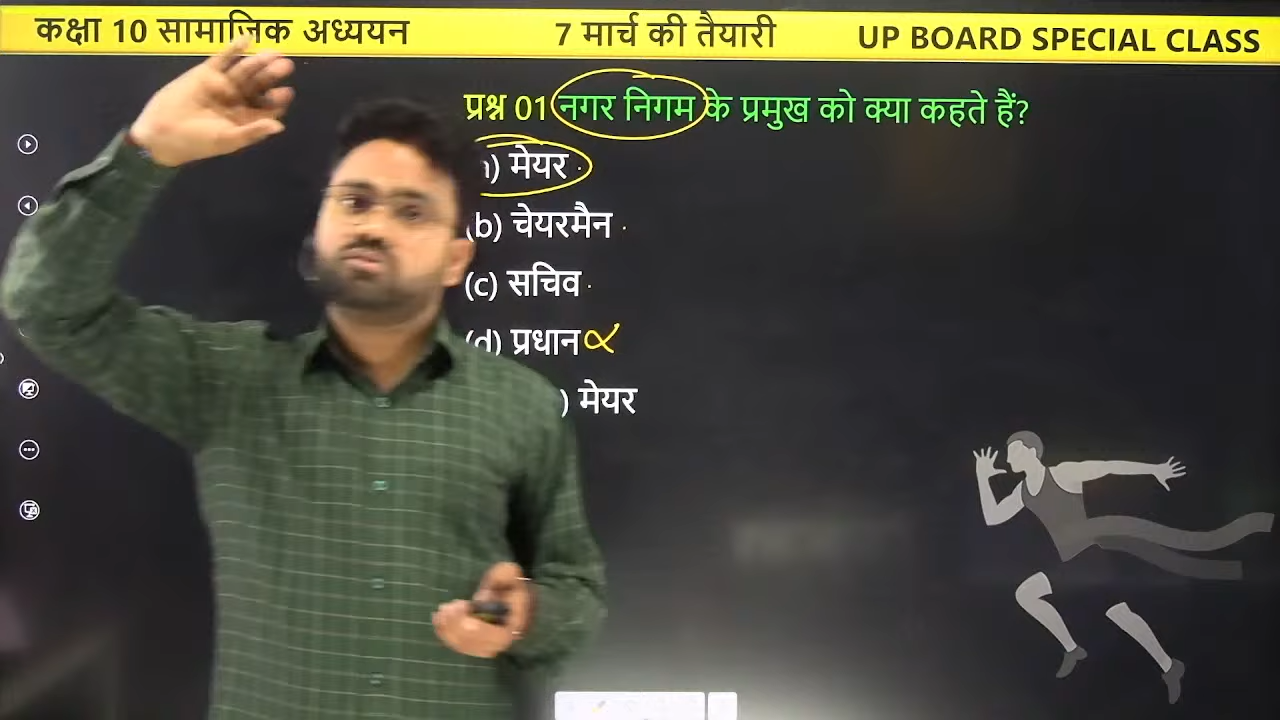 कक्षा 10 सामाजिक अध्ययन 7 मार्च की तैयारी UP BOARD SPECIAL CLASS
प्रश्न 01 नगर निगम के प्रमुख को क्या कहते हैं?
) मेयर
(b) चेयरमैन
(c) सचिव
(d) प्रधान
) मेयर